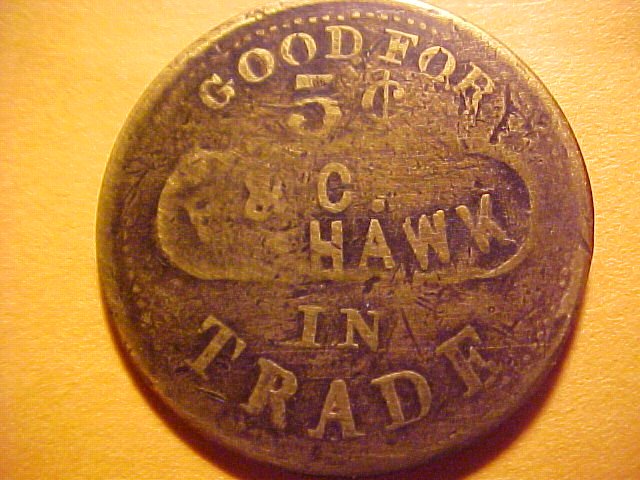 GOOD FOR
5¢
& C.
HAWK
IN
TRADE